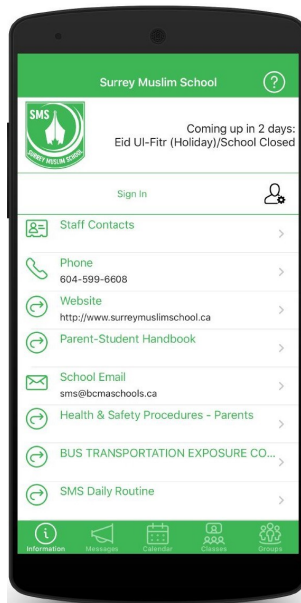 Surrey Muslim School
?
SMS
SURREY MUSLIM SCHOOL
Coming up in 2 days:
Eid Ul-Fitr (Holiday)/School Closed
Sign In
Staff Contacts
Phone
604-599-6608
Website
http://www.surreymuslimschool.ca
Parent-Student Handbook
School Email
sms@bcmaschools.ca
Health & Safety Procedures - Parents
BUS TRANSPORTATION EXPOSURE CO...
SMS Daily Routine
Information Messages Calendar Classes Groups